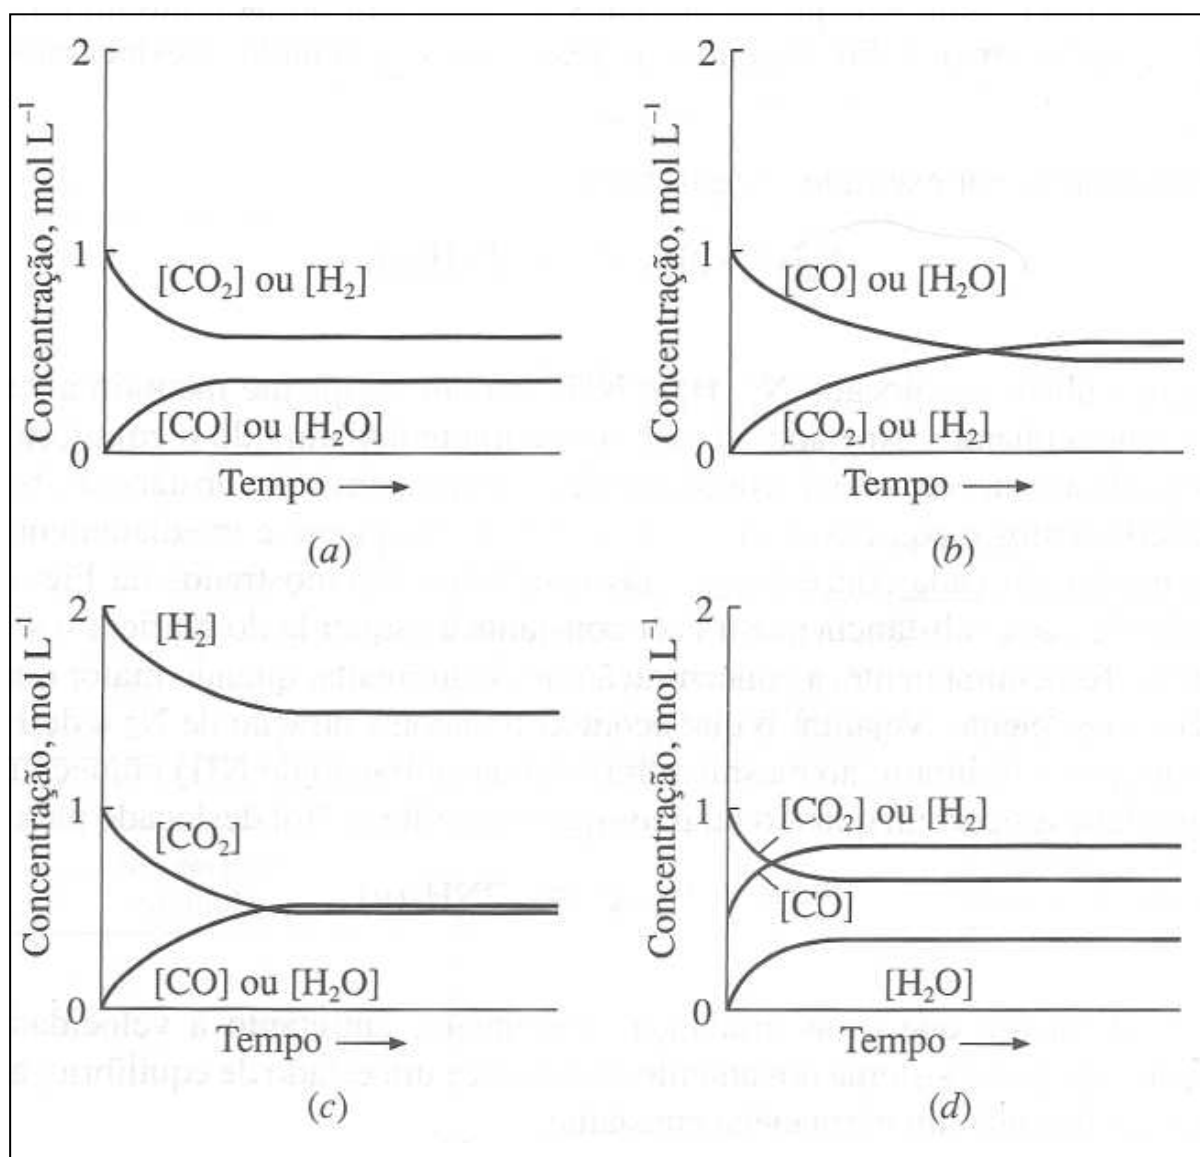 2
Concentração, mol L⁻¹
1
[CO₂] ou [H₂]
[CO] ou [H₂O]
0
Tempo
(a)
2
Concentração, mol L⁻¹
1
[CO] ou [H₂O]
[CO₂] ou [H₂]
0
Tempo
(b)
2
[H₂]
Concentração, mol L⁻¹
1
[CO₂]
[CO] ou [H₂O]
0
Tempo
(c)
2
Concentração, mol L⁻¹
1
[CO₂] ou [H₂]
[CO]
[H₂O]
0
Tempo
(d)